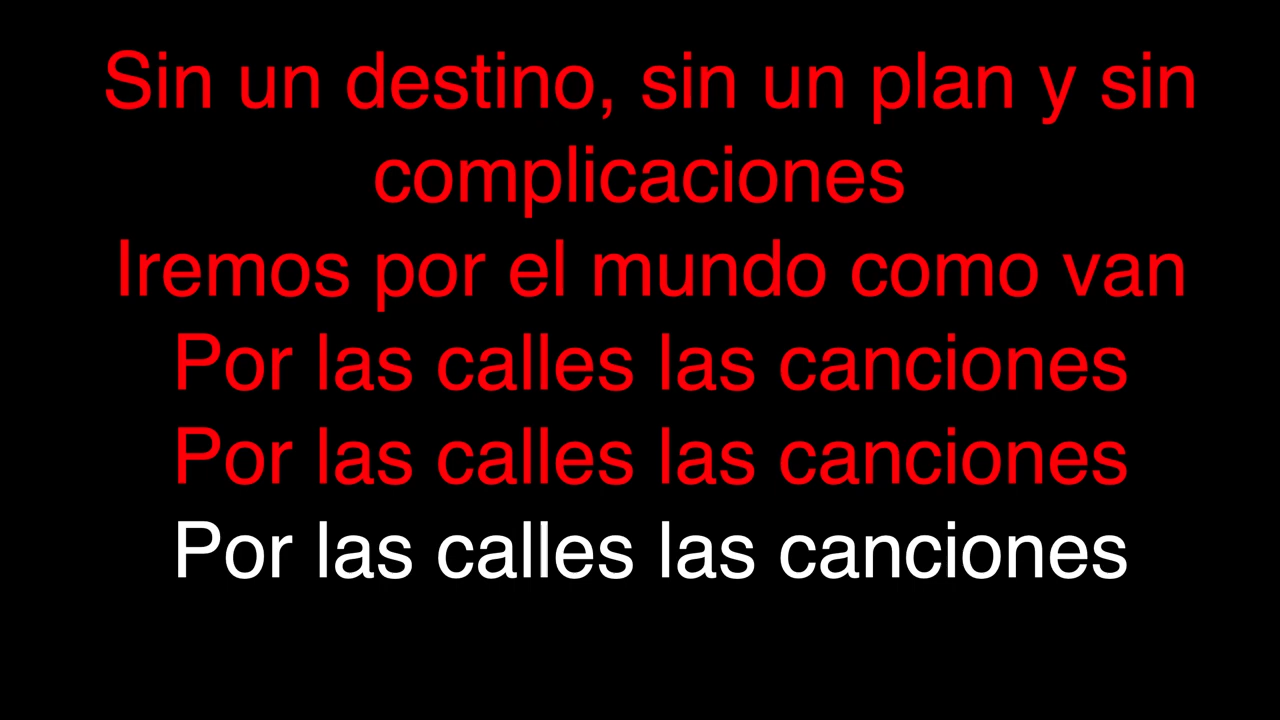 Sin un destino, sin un plan y sin
complicaciones
Iremos por el mundo como van
Por las calles las canciones
Por las calles las canciones
Por las calles las canciones